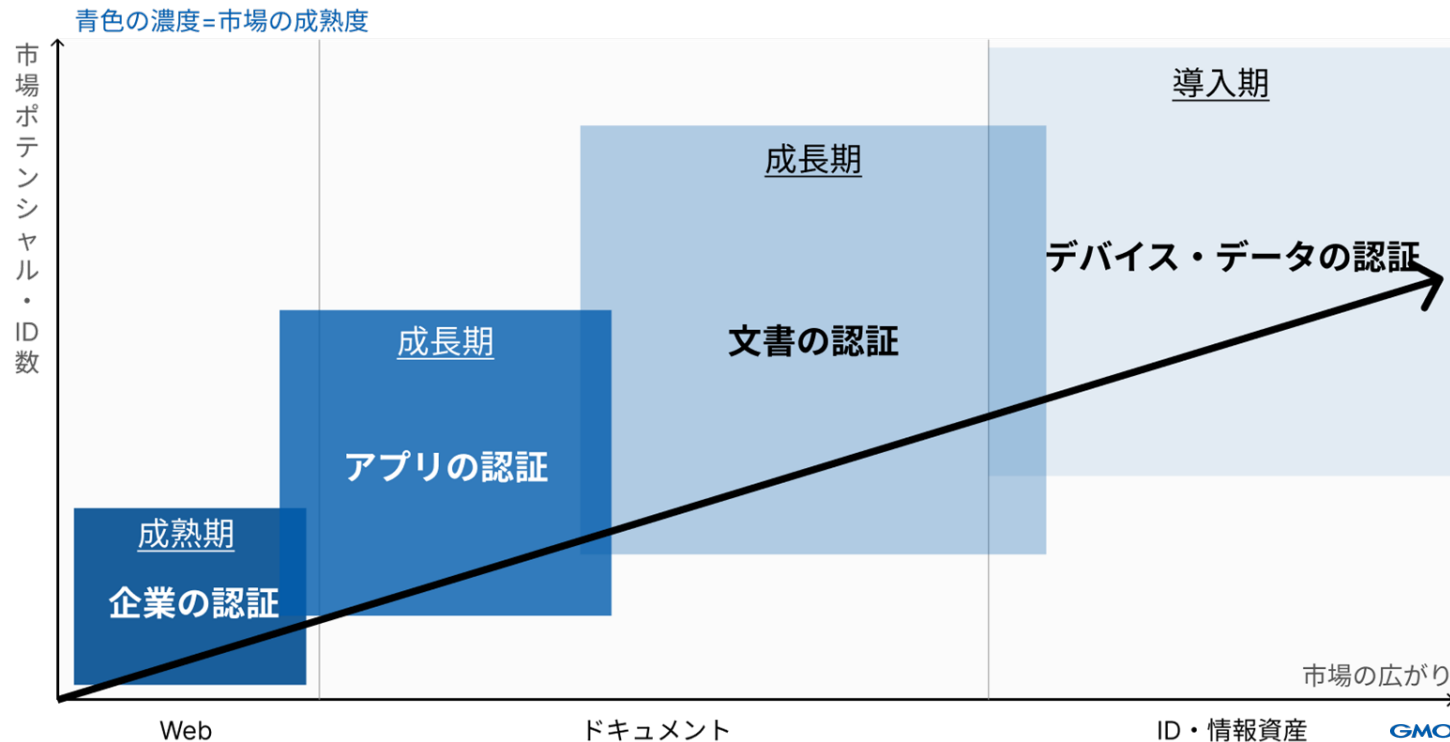 青色の濃度=市場の成熟度
市場ポテンシャル・ID数
導入期
デバイス・データの認証
成長期
文書の認証
成長期
アプリの認証
成熟期
企業の認証
市場の広がり
Web
ドキュメント
ID・情報資産
GMO